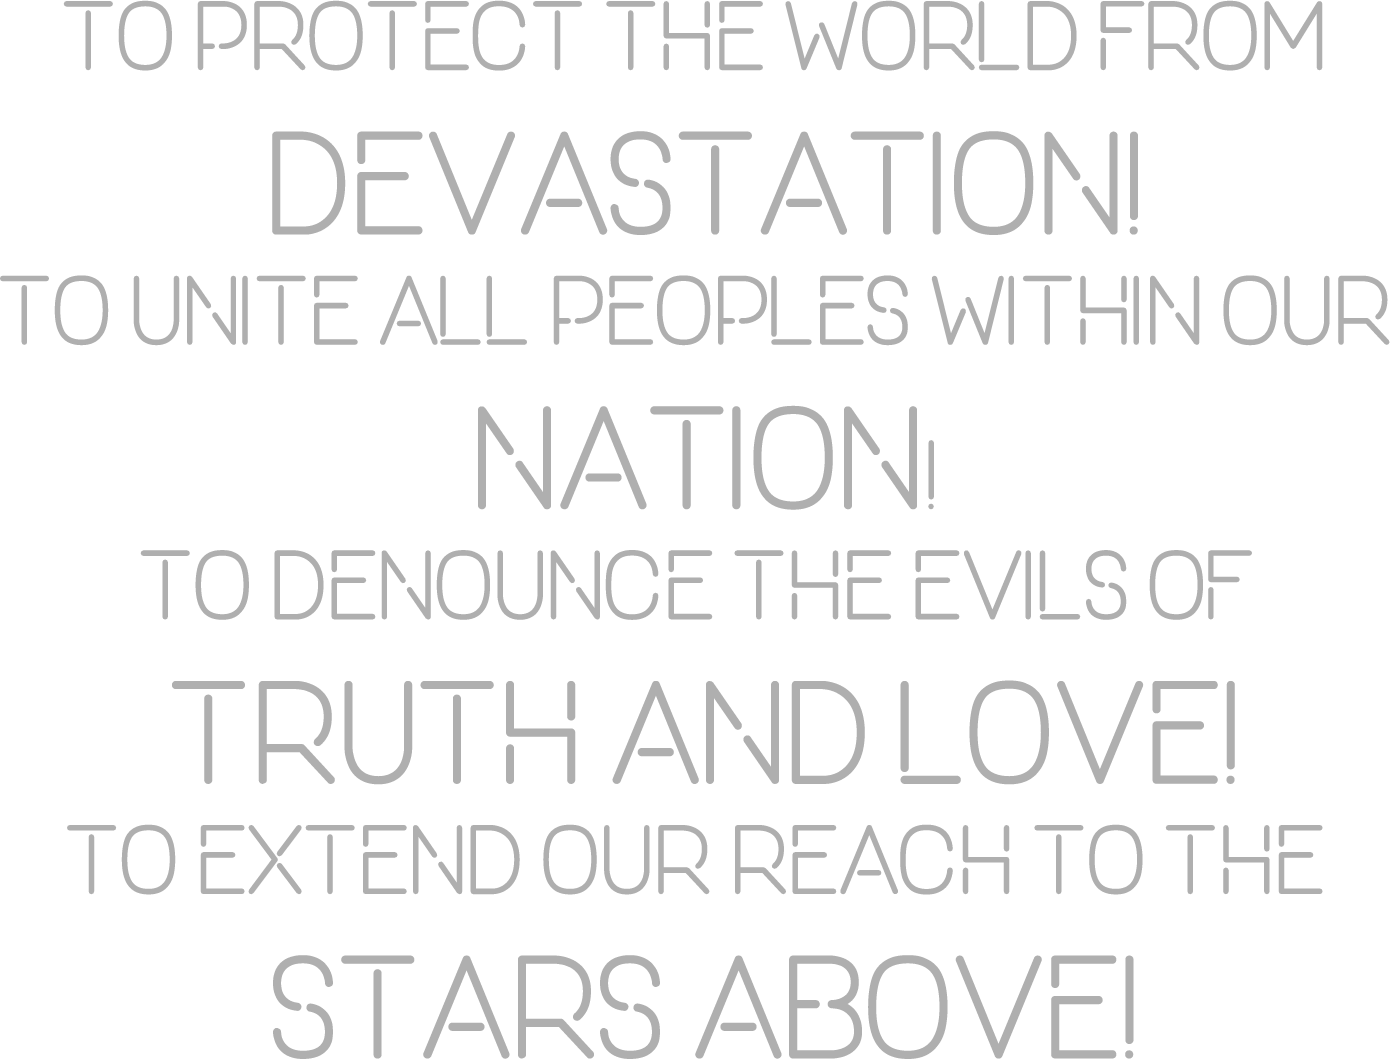 TO PROTECT THE WORLD FROM
DEVASTATION!
TO UNITE ALL PEOPLES WITHIN OUR
NATION!
TO DENOUNCE THE EVILS OF
TRUTH AND LOVE!
TO EXTEND OUR REACH TO THE
STARS ABOVE!